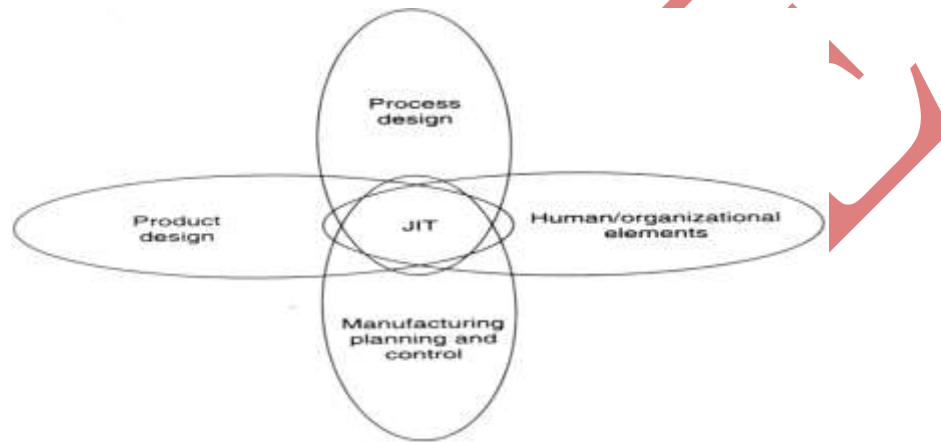 Process
design
Product
design
JIT
Human/organizational
elements
Manufacturing
planning and
control